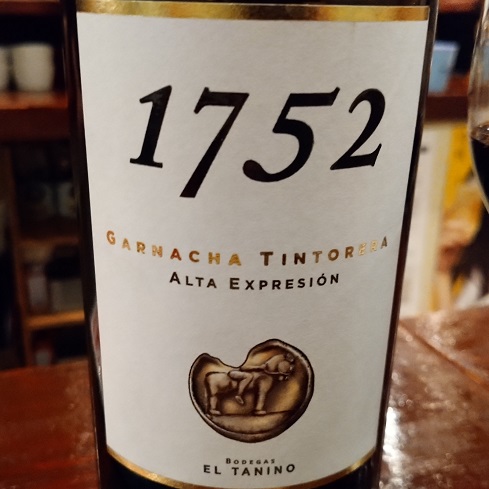 1752
GARNACHA TINTORERA
ALTA EXPRESIÓN
BODEGAS
EL TANINO